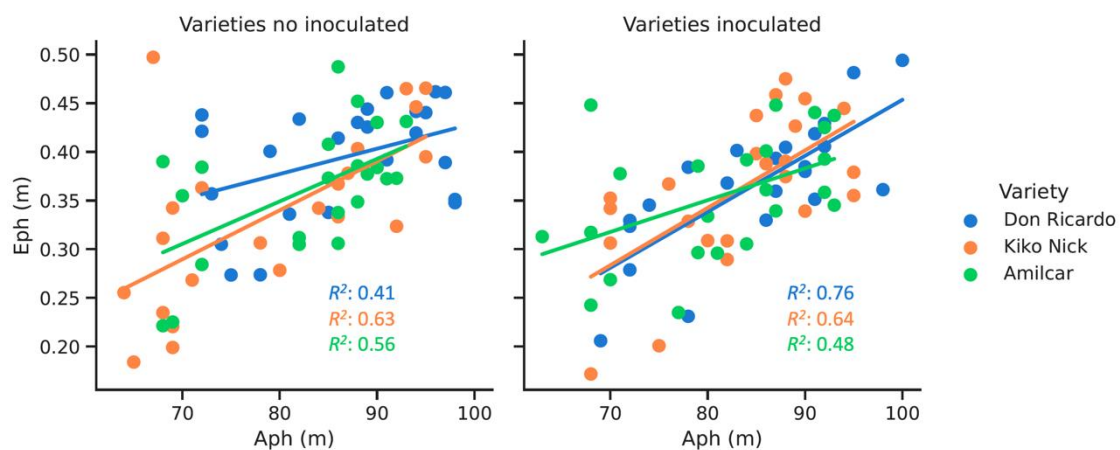 Varieties no inoculated
Varieties inoculated
Eph (m)
0.50
0.45
0.40
0.35
0.30
0.25
0.20
R²: 0.41
R²: 0.63
R²: 0.56
70
80
90
100
Aph (m)
R²: 0.76
R²: 0.64
R²: 0.48
70
80
90
100
Aph (m)
Variety
Don Ricardo
Kiko Nick
Amilcar